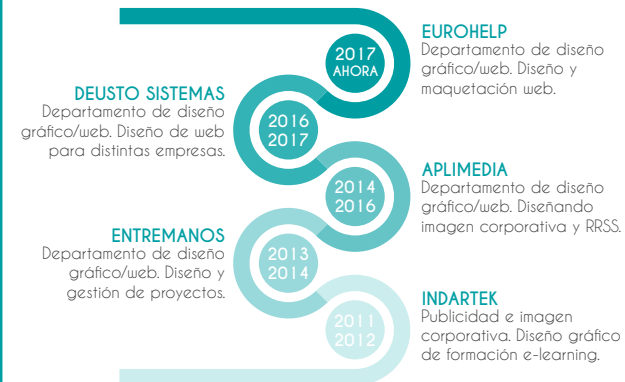 EUROHELP
Departamento de diseño
gráfico/web. Diseño y
maquetación web.
2017
AHORA
DEUSTO SISTEMAS
Departamento de diseño
gráfico/web. Diseño de web
para distintas empresas.
2016
2017
APLIMEDIA
Departamento de diseño
gráfico/web. Diseñando
imagen corporativa y RRSS.
2014
2016
ENTREMANOS
Departamento de diseño
gráfico/web. Diseño y
gestión de proyectos.
2013
2014
INDARTEK
Publicidad e imagen
corporativa. Diseño gráfico
de formación e-learning.
2011
2012